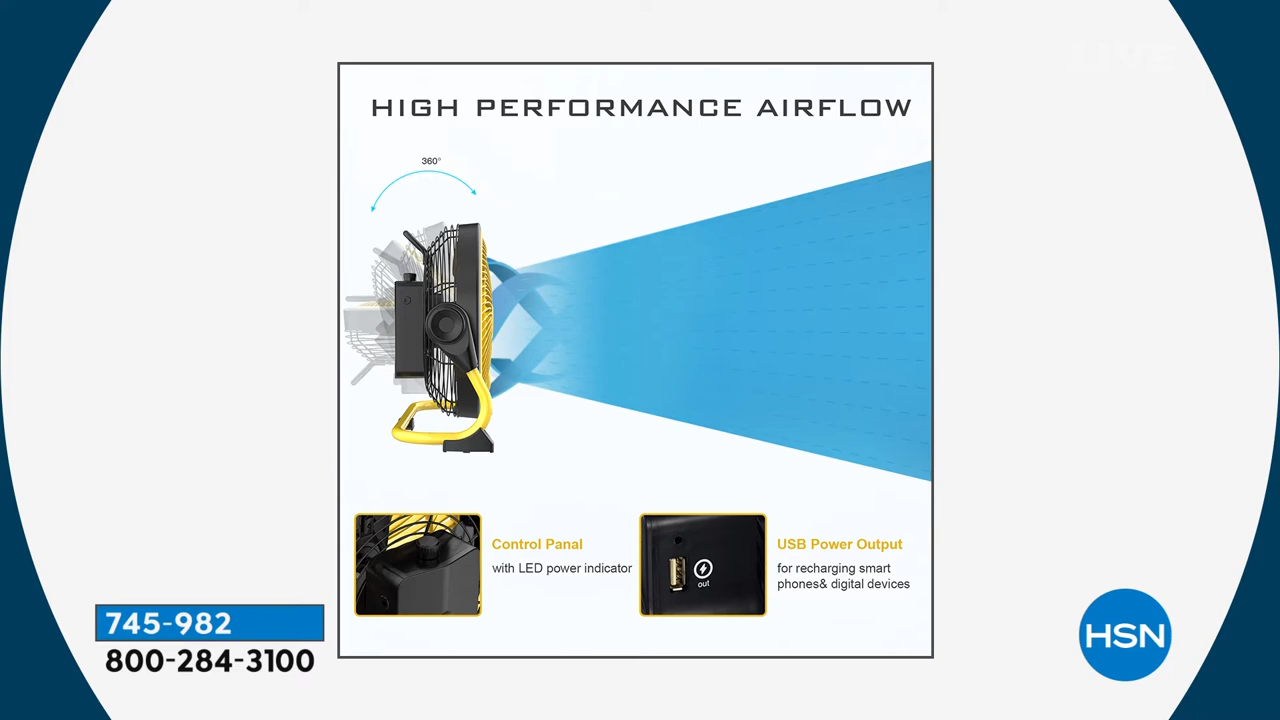 HIGH PERFORMANCE AIRFLOW
360°
Control Panal
with LED power indicator
USB Power Output
for recharging smart
phones& digital devices
out
745-982
800-284-3100
HSN